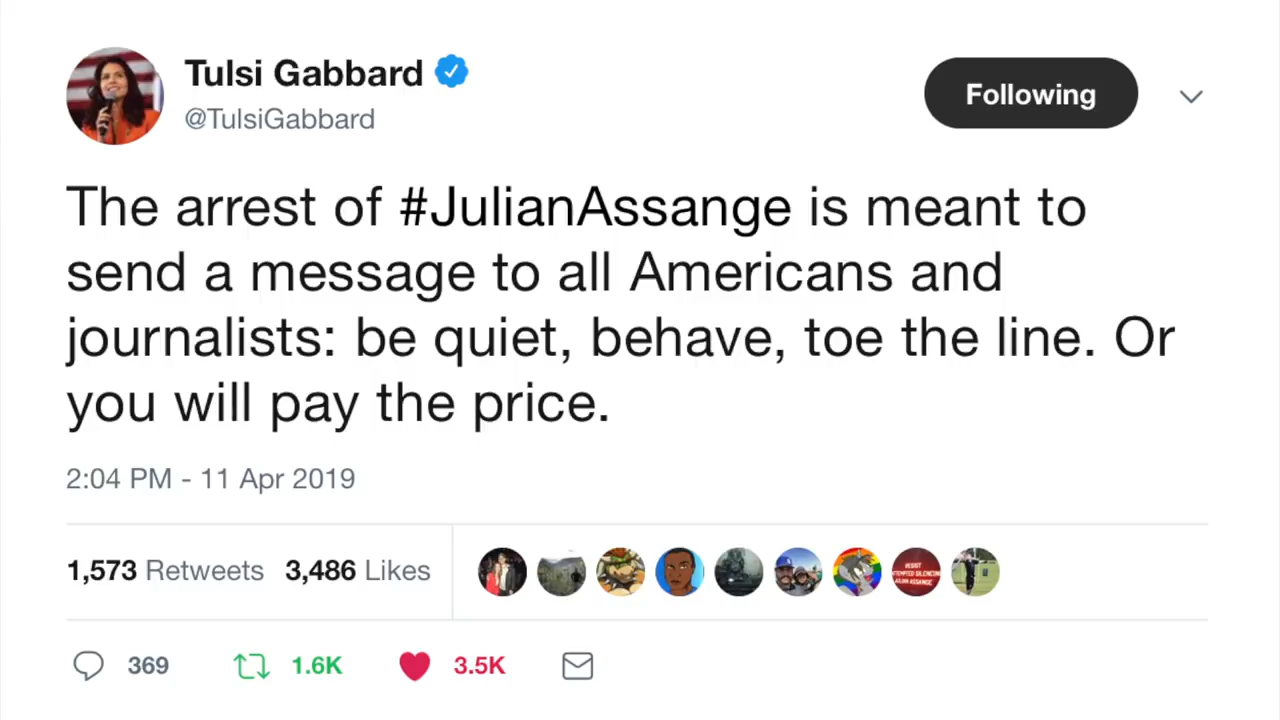 Tulsi Gabbard
@TulsiGabbard
Following
The arrest of #JulianAssange is meant to
send a message to all Americans and
journalists: be quiet, behave, toe the line. Or
you will pay the price.
2:04 PM - 11 Apr 2019
1,573 Retweets 3,486 Likes
369 1.6K 3.5K